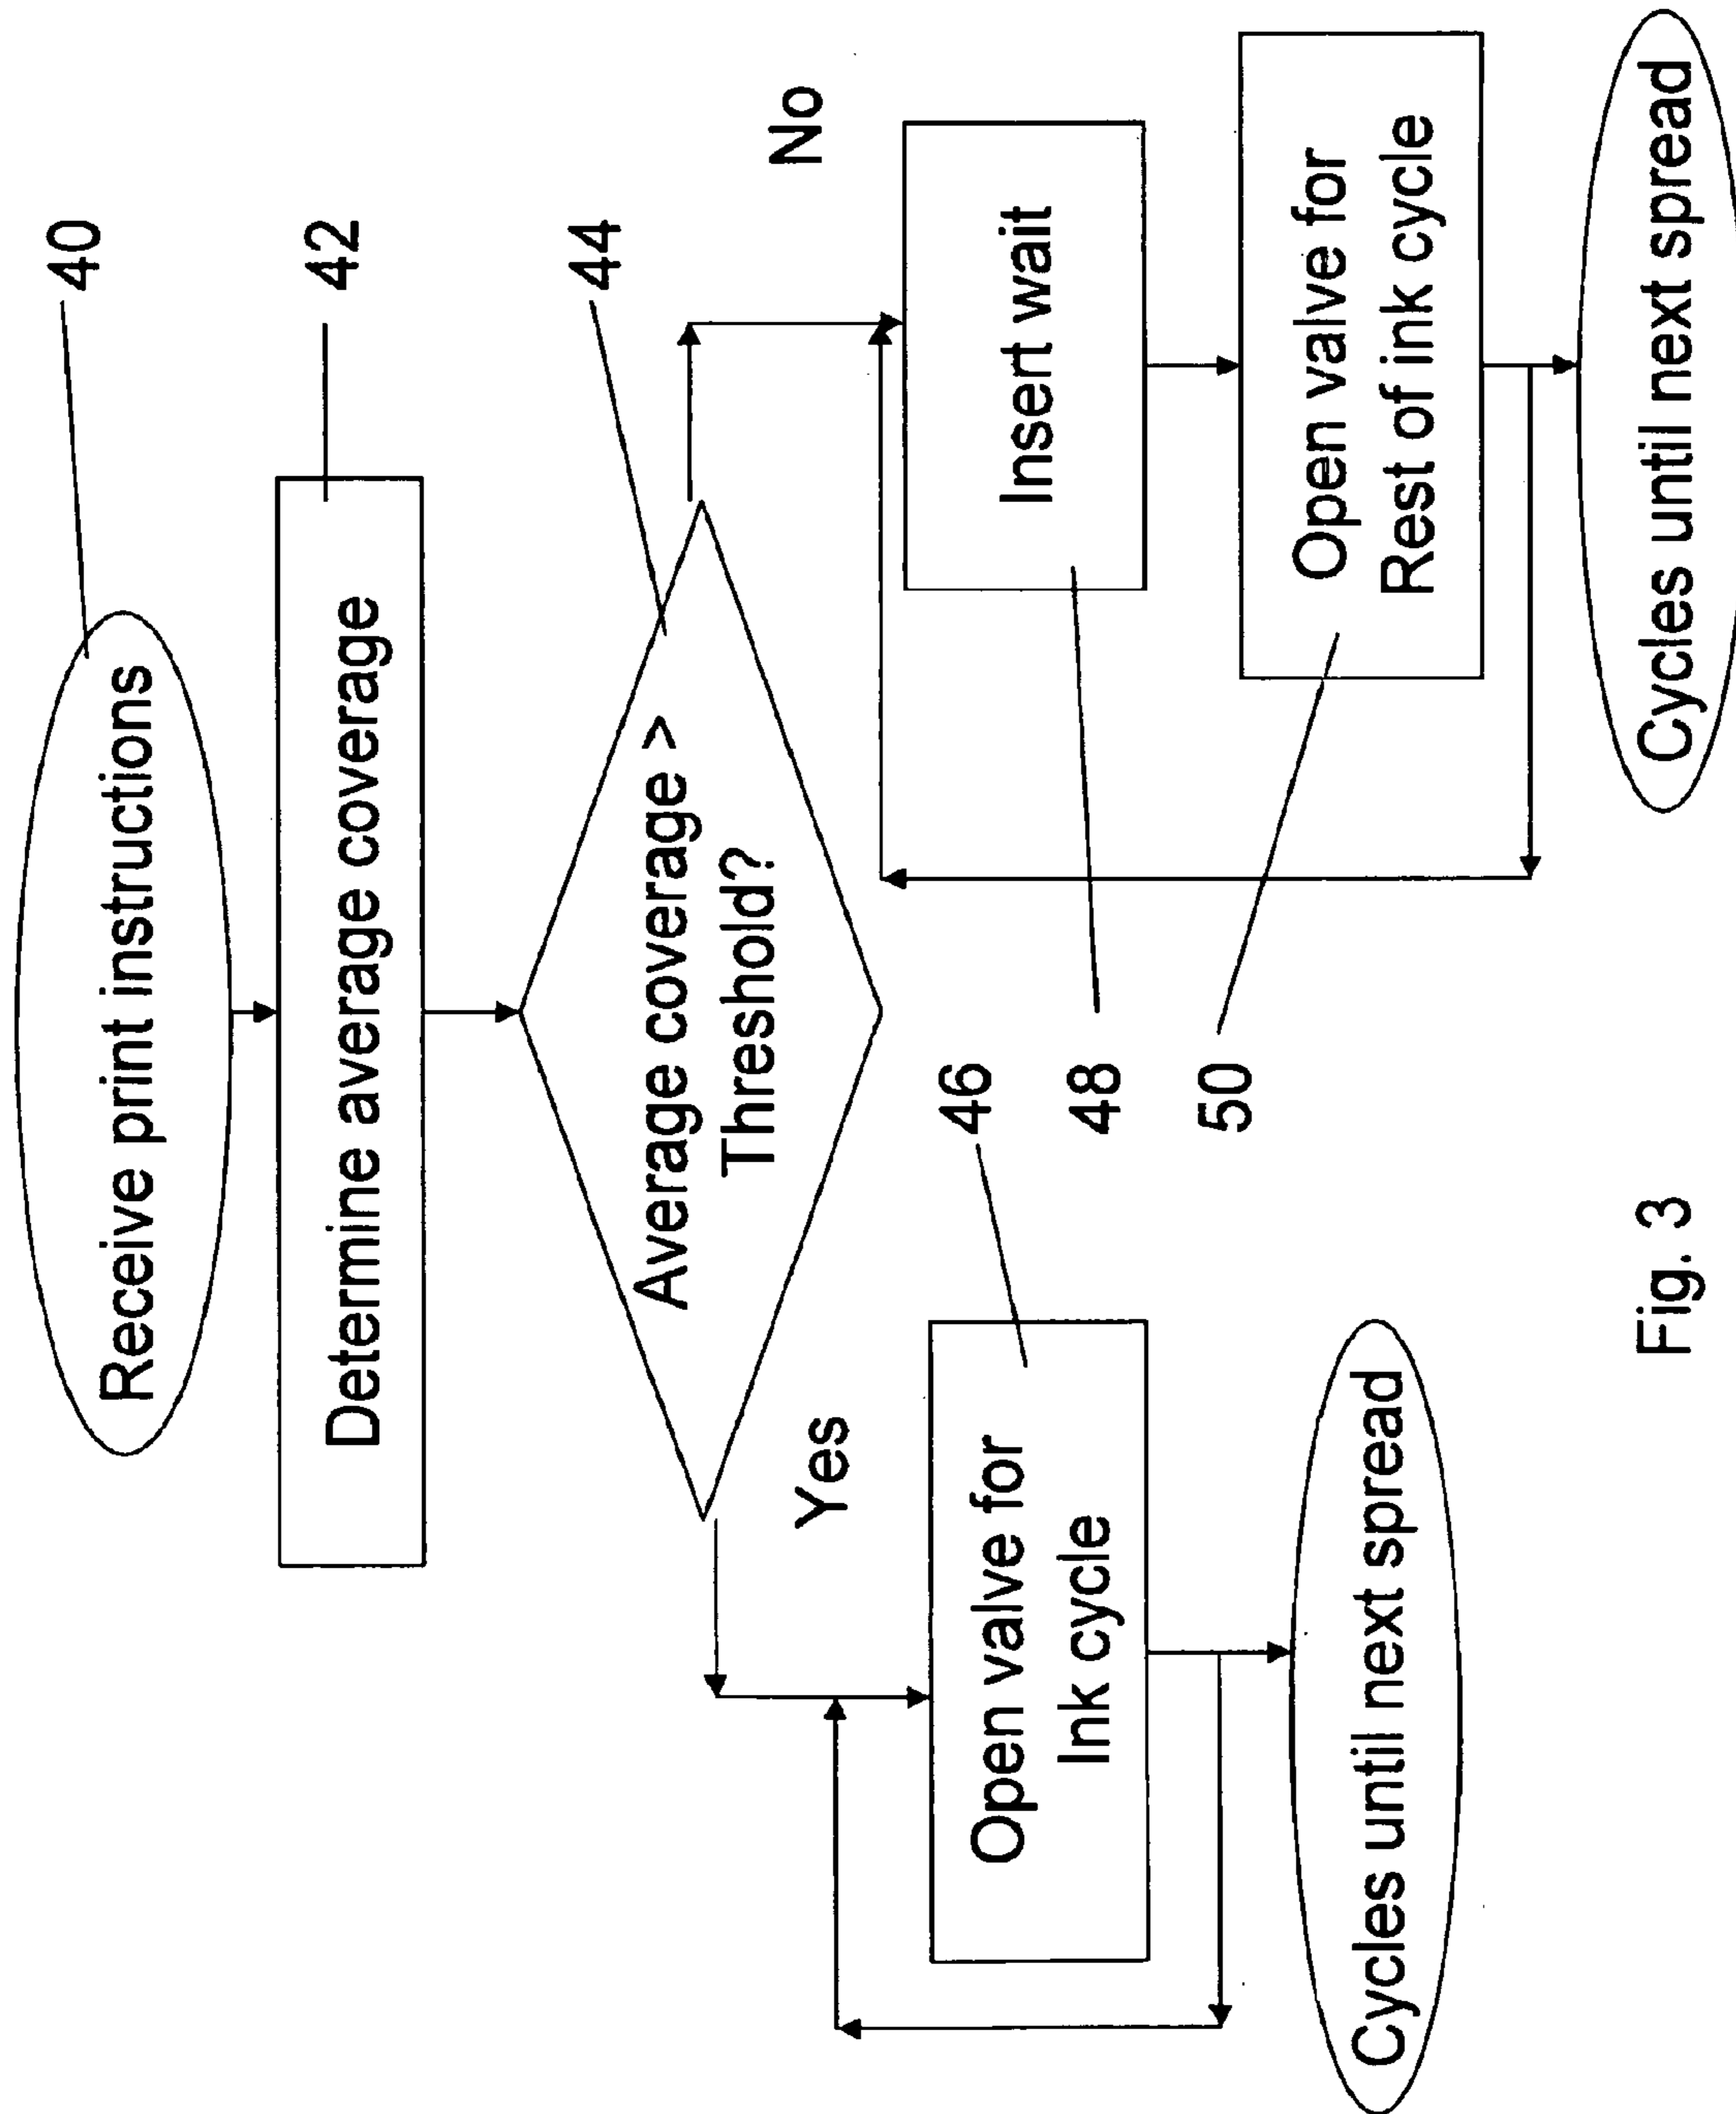 Receive print instructions
40
Determine average coverage
42
Average coverage >
Threshold?
44
Yes
No
Open valve for
Ink cycle
46
Insert wait
48
Open valve for
Rest of ink cycle
50
Cycles until next spread
Cycles until next spread
Fig. 3